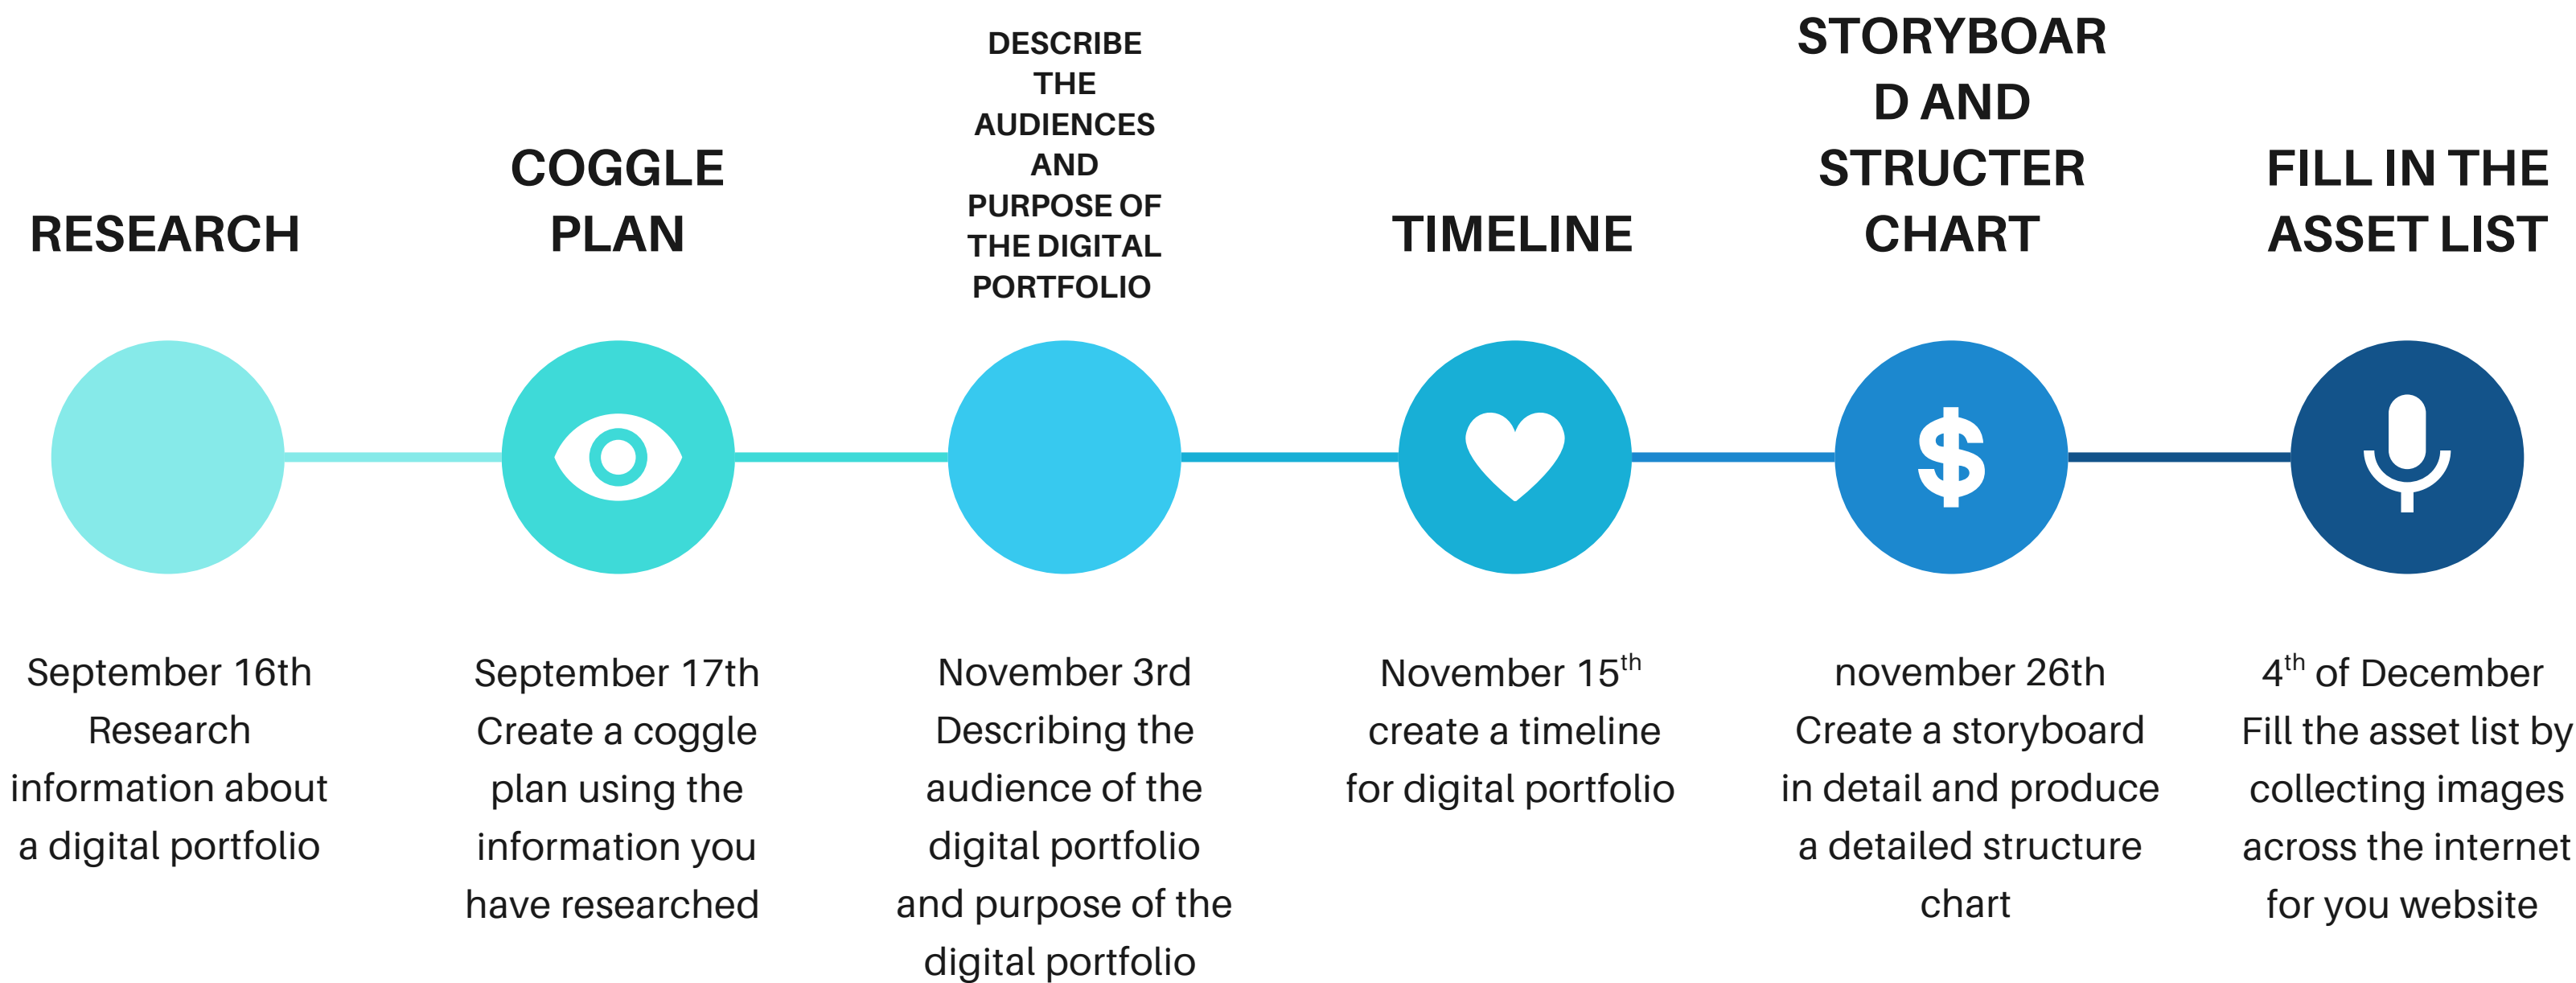 RESEARCH
COGGLE
PLAN
DESCRIBE
THE
AUDIENCES
AND
PURPOSE OF
THE DIGITAL
PORTFOLIO
TIMELINE
STORYBOAR
D AND
STRUCTER
CHART
FILL IN THE
ASSET LIST
$
September 16th
Research
information about
a digital portfolio
September 17th
Create a coggle
plan using the
information you
have researched
November 3rd
Describing the
audience of the
digital portfolio
and purpose of the
digital portfolio
November 15th
create a timeline
for digital portfolio
november 26th
Create a storyboard
in detail and produce
a detailed structure
chart
4th of December
Fill the asset list by
collecting images
across the internet
for you website